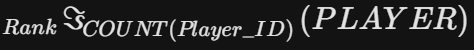 Rank ℑ COUNT(Player_ID) (PLAYER)